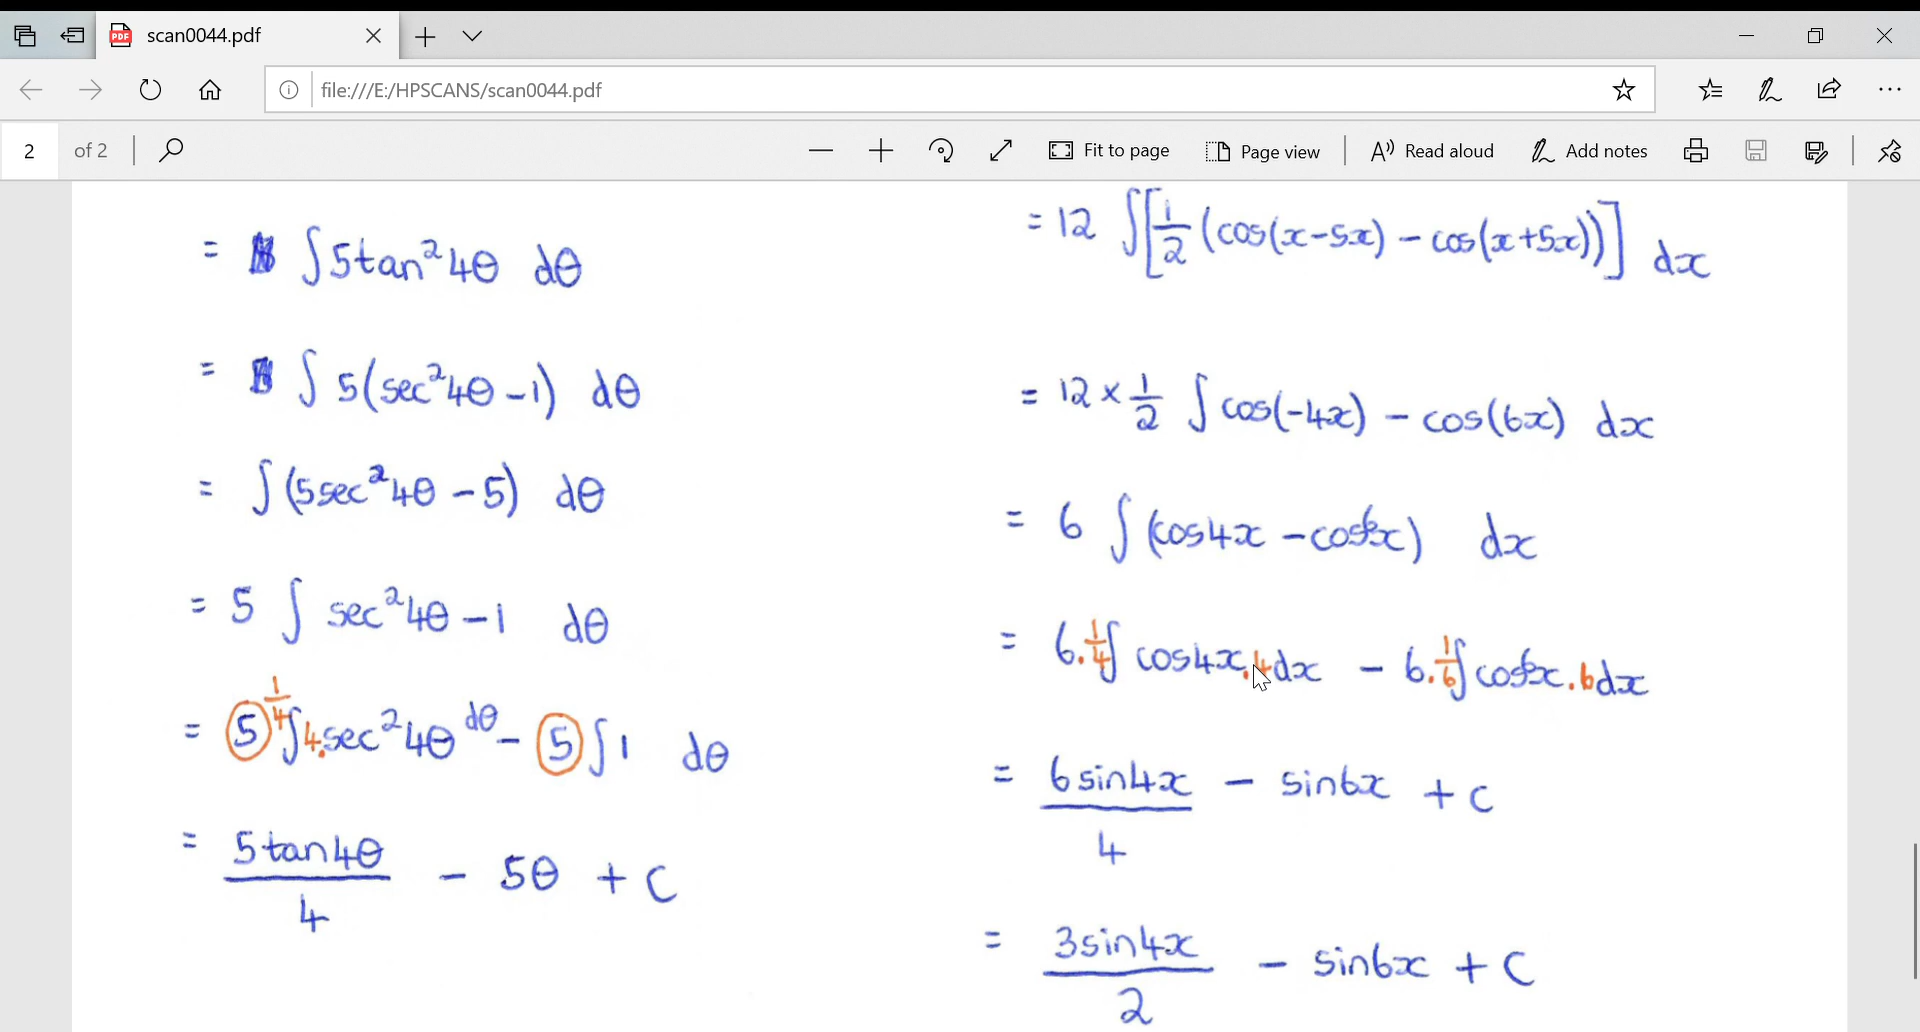 scan0044.pdf
file:///E:/HPSCANS/scan0044.pdf
2 of 2
Fit to page
Page view
Read aloud
Add notes
= ∫5tan²4θ dθ
= ∫ 5(sec²4θ -1) dθ
= ∫(5sec²4θ - 5) dθ
= 5 ∫ sec²4θ -1 dθ
= 5 1/4 ∫ 4.sec²4θ dθ - 5 ∫ 1 dθ
= 5tan4θ/4 - 5θ + C
= 12 ∫[1/2 (cos(x-5x) - cos(x+5x))] dx
= 12 × 1/2 ∫ cos(-4x) - cos(6x) dx
= 6 ∫ (cos4x - cos6x) dx
= 6.1/4 ∫ cos4x.4dx - 6.1/6 ∫ cos6x.6dx
= 6sin4x/4 - sin6x + C
= 3sin4x/2 - sin6x + C